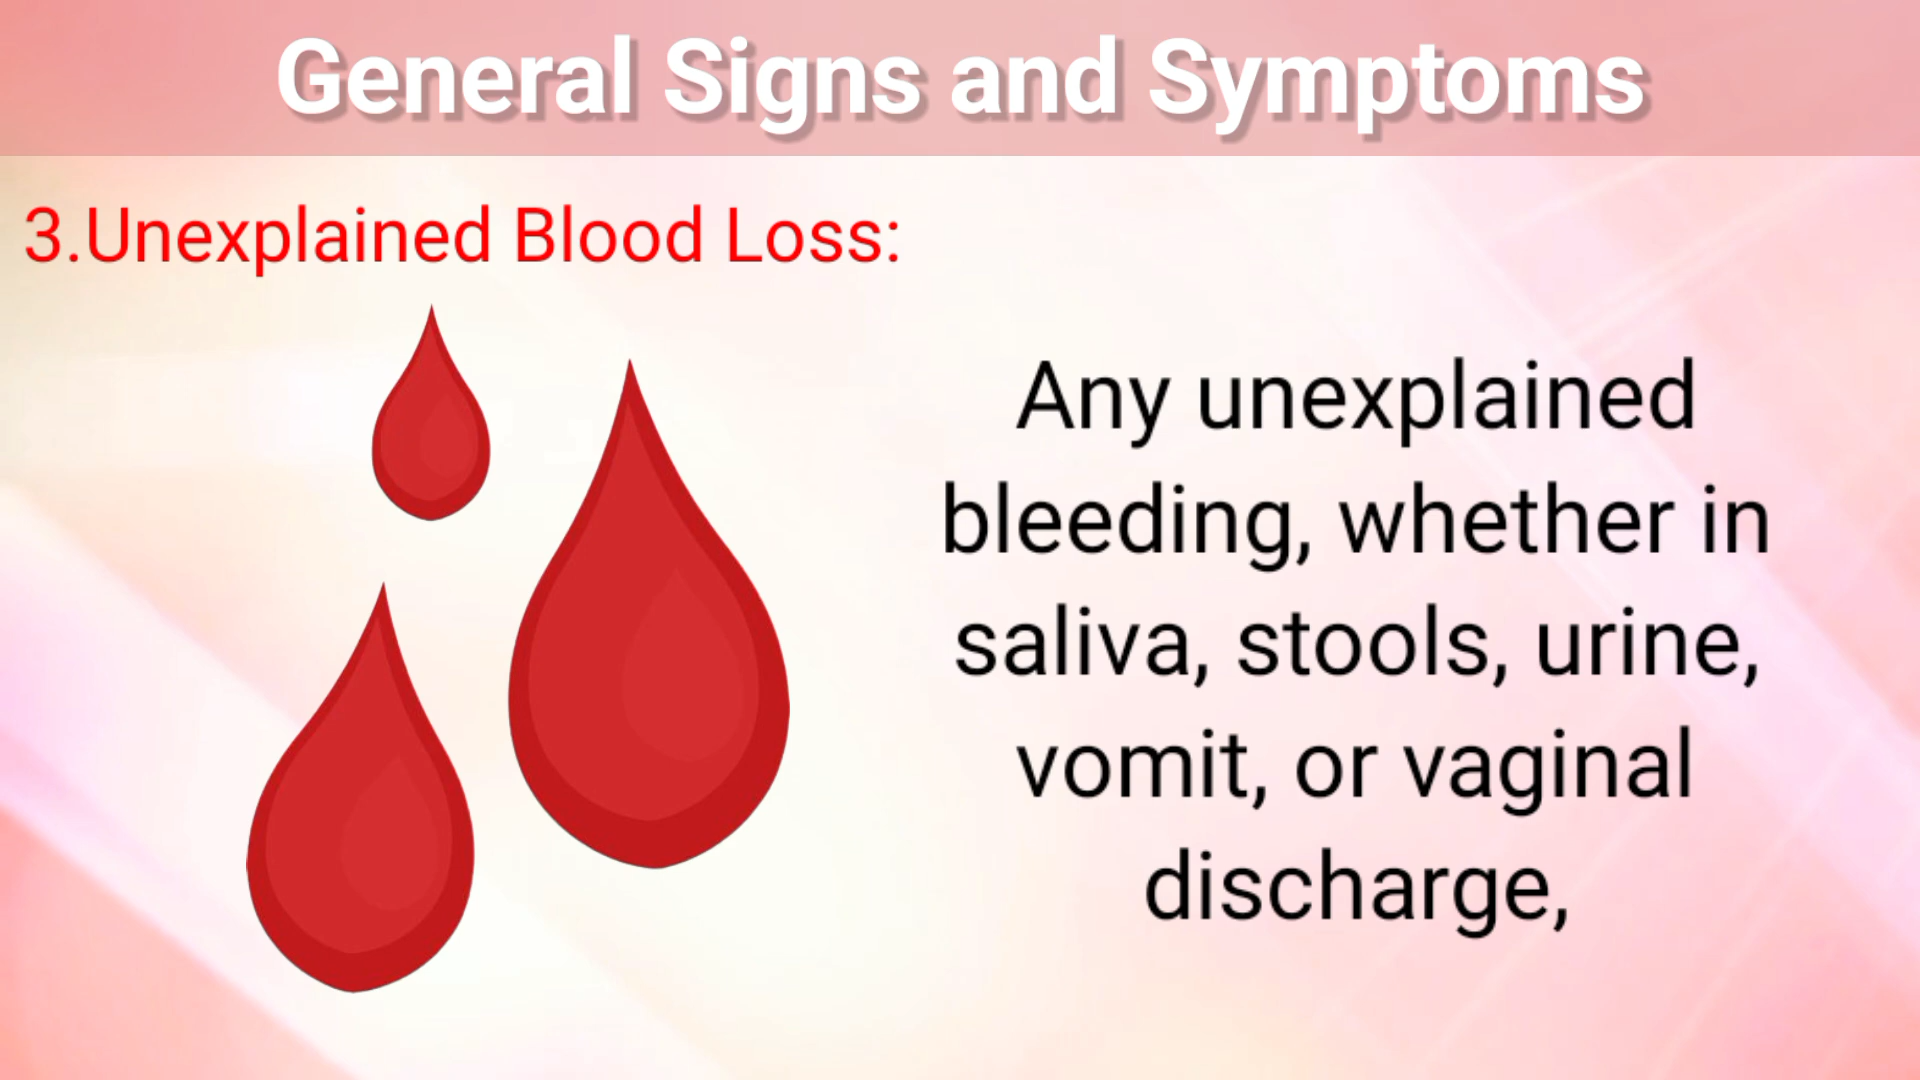 General Signs and Symptoms
3.Unexplained Blood Loss:
Any unexplained
bleeding, whether in
saliva, stools, urine,
vomit, or vaginal
discharge,